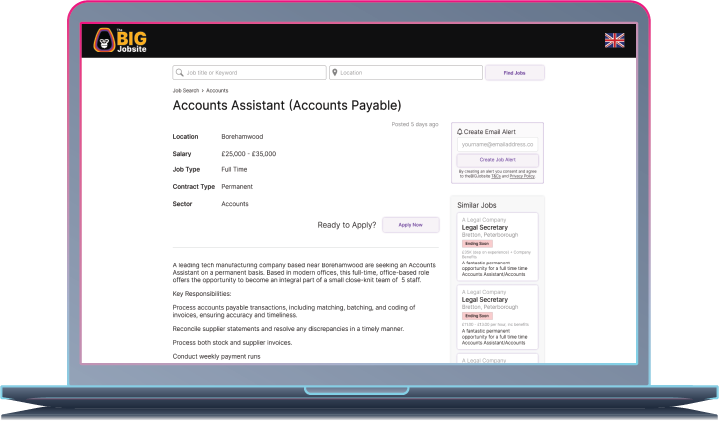 The
BIG
Jobsite
Job title or Keyword
Location
Find Jobs
Job Search > Accounts
Accounts Assistant (Accounts Payable)
Posted 5 days ago
Location Borehamwood
Salary £25,000 - £35,000
Job Type Full Time
Contract Type Permanent
Sector Accounts
Ready to Apply? Apply Now
A leading tech manufacturing company based near Borehamwood are seeking an Accounts
Assistant on a permanent basis. Based in modern offices, this full-time, office-based role
offers the opportunity to become an integral part of a small close-knit team of 5 staff.
Key Responsibilities:
Process accounts payable transactions, including matching, batching, and coding of
invoices, ensuring accuracy and timeliness.
Reconcile supplier statements and resolve any discrepancies in a timely manner.
Process both stock and supplier invoices.
Conduct weekly payment runs
Create Email Alert
yourname@emailaddress.co
Create Job Alert
By creating an alert you consent and agree
to theBIGJobsite T&Cs and Privacy Policy.
Similar Jobs
A Legal Company
Legal Secretary
Bretton, Peterborough
Ending Soon
+ Company
Benefits
A fantastic permanent
opportunity for a full time time
Accounts Assistant/Accounts
A Legal Company
Legal Secretary
Bretton, Peterborough
Ending Soon
per hour, inc benefits
A fantastic permanent
opportunity for a full time time
Accounts Assistant/Accounts
A Legal Company